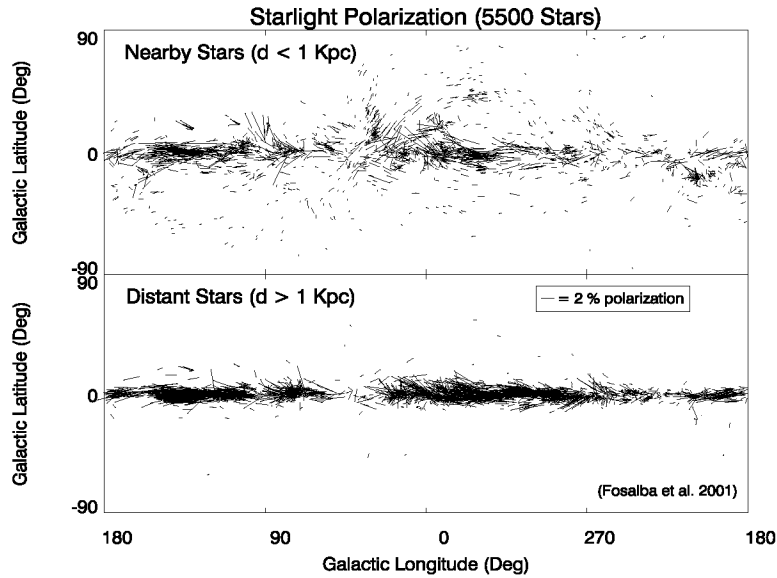 Starlight Polarization (5500 Stars)
90
Nearby Stars (d < 1 Kpc)
Galactic Latitude (Deg)
0
-90
90
Distant Stars (d > 1 Kpc)
— = 2 % polarization
Galactic Latitude (Deg)
0
(Fosalba et al. 2001)
-90
180 90 0 270 180
Galactic Longitude (Deg)